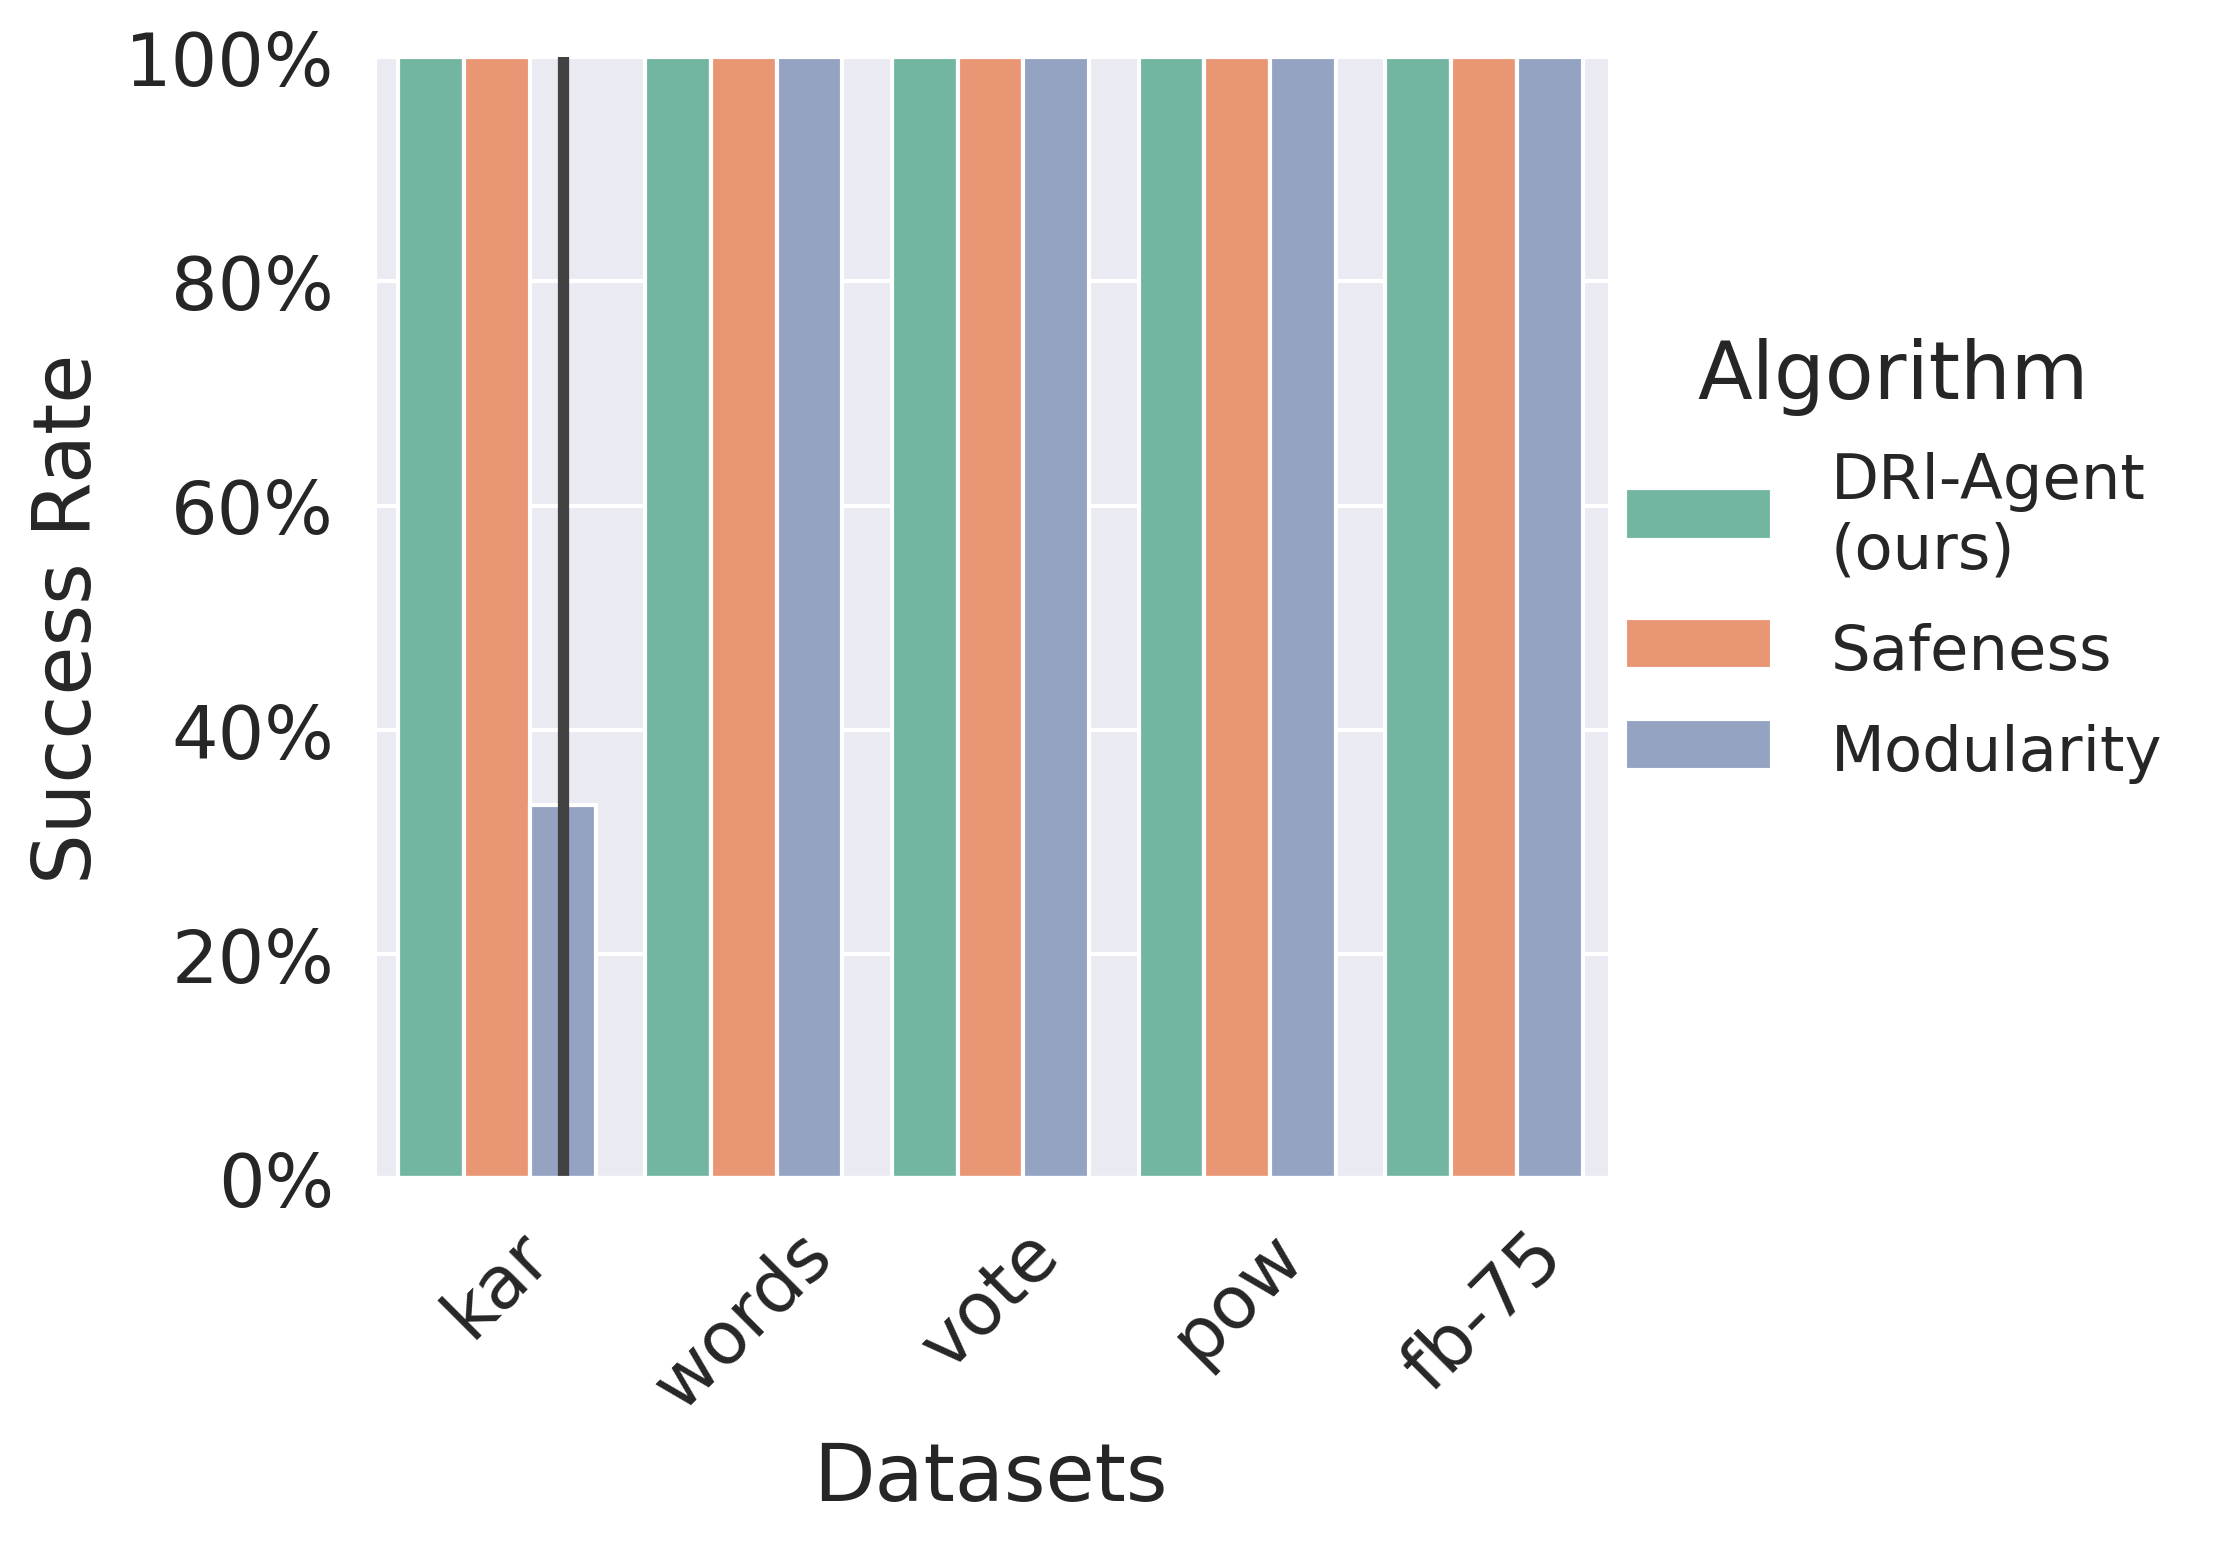 100%
80%
60%
40%
20%
0%
Success Rate
kar
words
vote
pow
fb-75
Datasets
Algorithm
DRl-Agent
(ours)
Safeness
Modularity